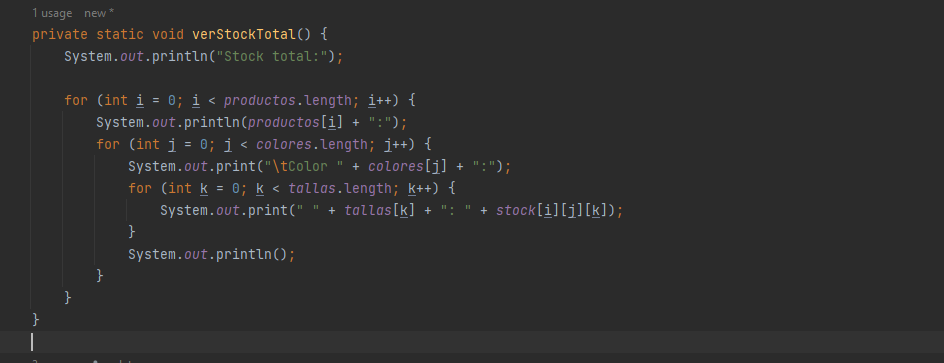 1 usage new *
private static void verStockTotal() {
System.out.println("Stock total:");
for (int i = 0; i < productos.length; i++) {
System.out.println(productos[i] + ":");
for (int j = 0; j < colores.length; j++) {
System.out.print("\tColor " + colores[j] + ":");
for (int k = 0; k < tallas.length; k++) {
System.out.print(" " + tallas[k] + ": " + stock[i][j][k]);
}
System.out.println();
}
}
}